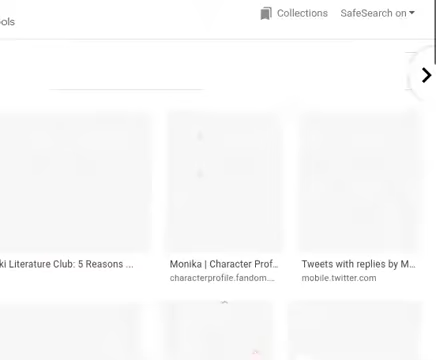 Collections SafeSearch on
ols
ki Literature Club: 5 Reasons ...
Monika | Character Prof...
characterprofile.fandom....
Tweets with replies by M...
mobile.twitter.com